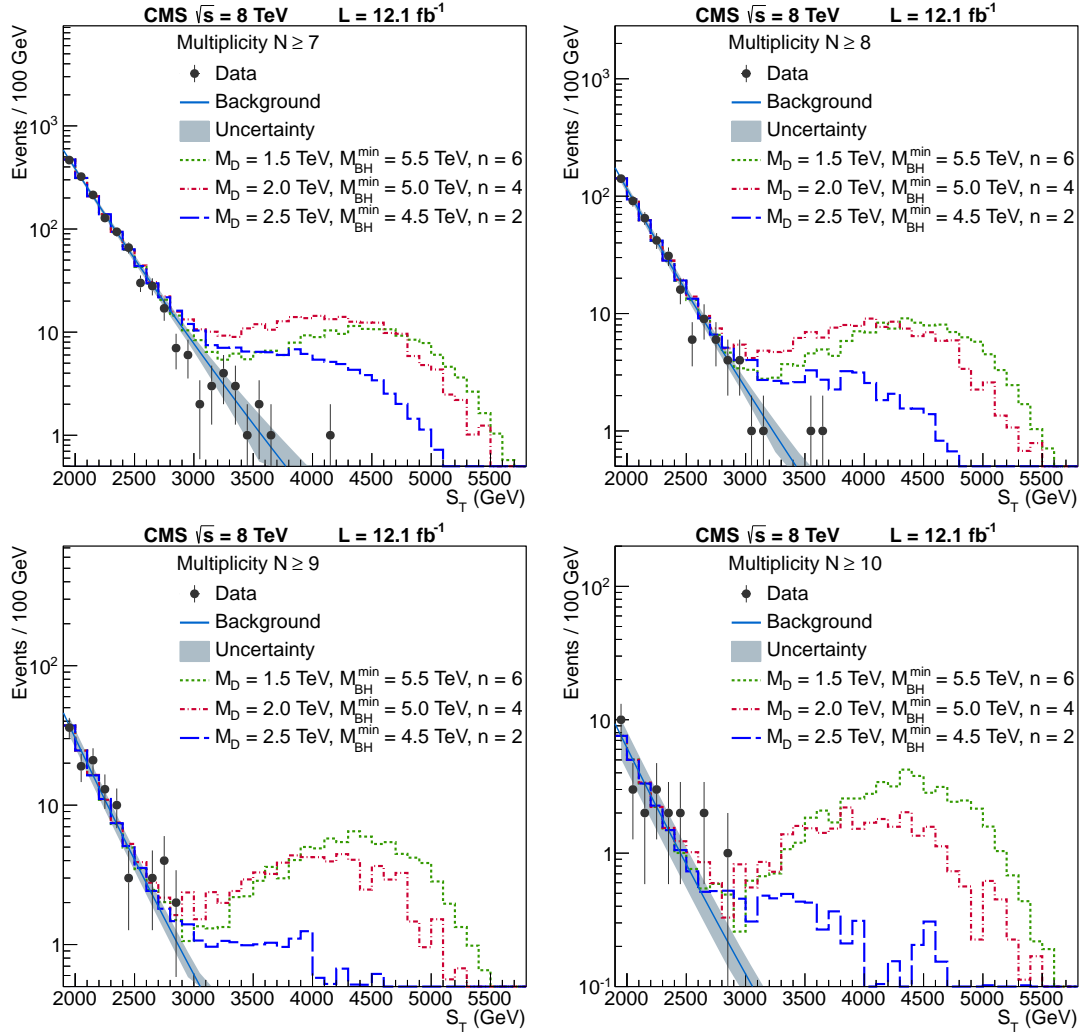 CMS √s = 8 TeV L = 12.1 fb⁻¹
Events / 100 GeV
Multiplicity N ≥ 7
Data
Background
Uncertainty
M_D = 1.5 TeV, M_BH^min = 5.5 TeV, n = 6
M_D = 2.0 TeV, M_BH^min = 5.0 TeV, n = 4
M_D = 2.5 TeV, M_BH^min = 4.5 TeV, n = 2
10³
10²
10
1
2000 2500 3000 3500 4000 4500 5000 5500
S_T (GeV)
CMS √s = 8 TeV L = 12.1 fb⁻¹
Events / 100 GeV
Multiplicity N ≥ 8
Data
Background
Uncertainty
M_D = 1.5 TeV, M_BH^min = 5.5 TeV, n = 6
M_D = 2.0 TeV, M_BH^min = 5.0 TeV, n = 4
M_D = 2.5 TeV, M_BH^min = 4.5 TeV, n = 2
10³
10²
10
1
2000 2500 3000 3500 4000 4500 5000 5500
S_T (GeV)
CMS √s = 8 TeV L = 12.1 fb⁻¹
Events / 100 GeV
Multiplicity N ≥ 9
Data
Background
Uncertainty
M_D = 1.5 TeV, M_BH^min = 5.5 TeV, n = 6
M_D = 2.0 TeV, M_BH^min = 5.0 TeV, n = 4
M_D = 2.5 TeV, M_BH^min = 4.5 TeV, n = 2
10²
10
1
2000 2500 3000 3500 4000 4500 5000 5500
S_T (GeV)
CMS √s = 8 TeV L = 12.1 fb⁻¹
Events / 100 GeV
Multiplicity N ≥ 10
Data
Background
Uncertainty
M_D = 1.5 TeV, M_BH^min = 5.5 TeV, n = 6
M_D = 2.0 TeV, M_BH^min = 5.0 TeV, n = 4
M_D = 2.5 TeV, M_BH^min = 4.5 TeV, n = 2
10²
10
1
10⁻¹
2000 2500 3000 3500 4000 4500 5000 5500
S_T (GeV)